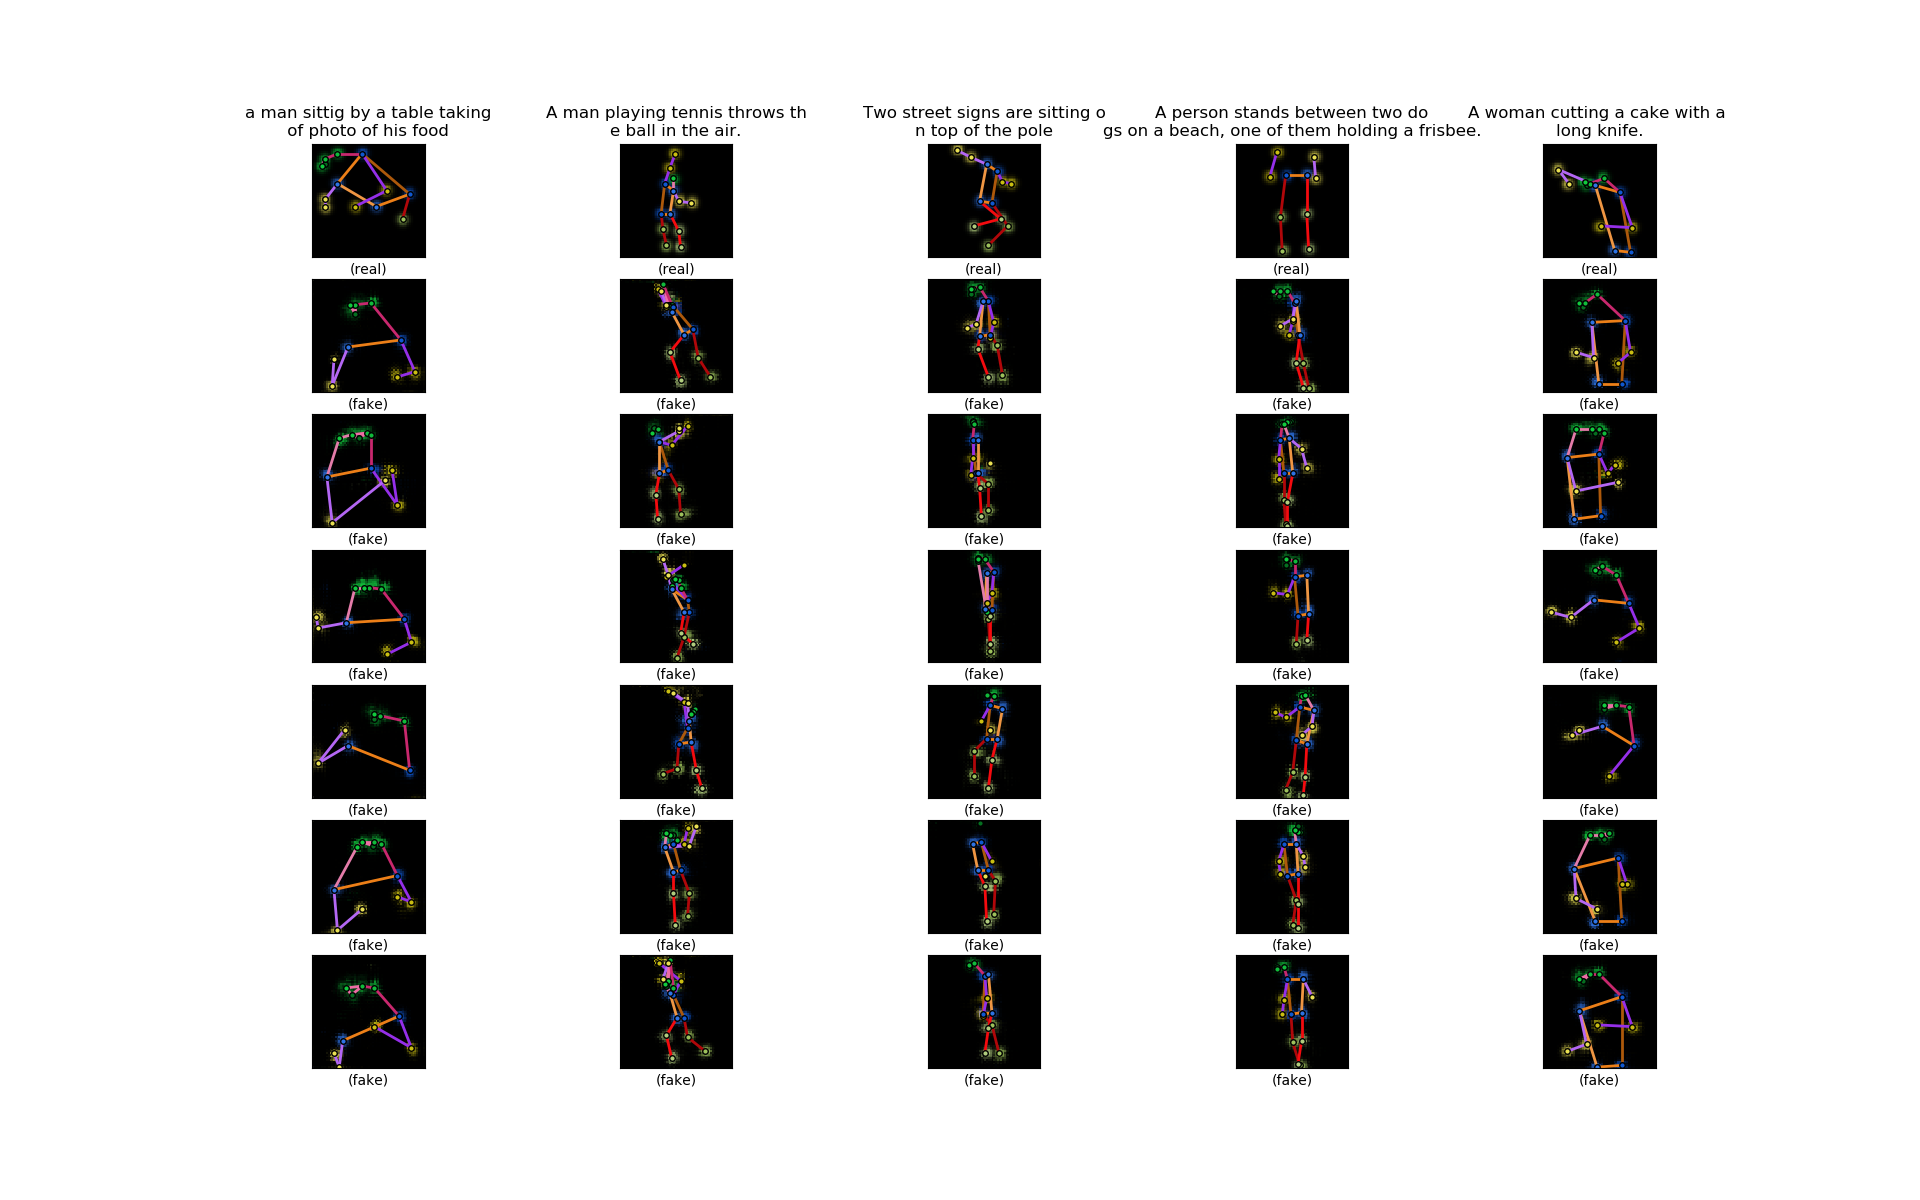 a man sittig by a table taking
of photo of his food
A man playing tennis throws th
e ball in the air.
Two street signs are sitting o
n top of the pole
A person stands between two do
gs on a beach, one of them holding a frisbee.
A woman cutting a cake with a
long knife.
(real) (real) (real) (real) (real)
(fake) (fake) (fake) (fake) (fake)
(fake) (fake) (fake) (fake) (fake)
(fake) (fake) (fake) (fake) (fake)
(fake) (fake) (fake) (fake) (fake)
(fake) (fake) (fake) (fake) (fake)
(fake) (fake) (fake) (fake) (fake)